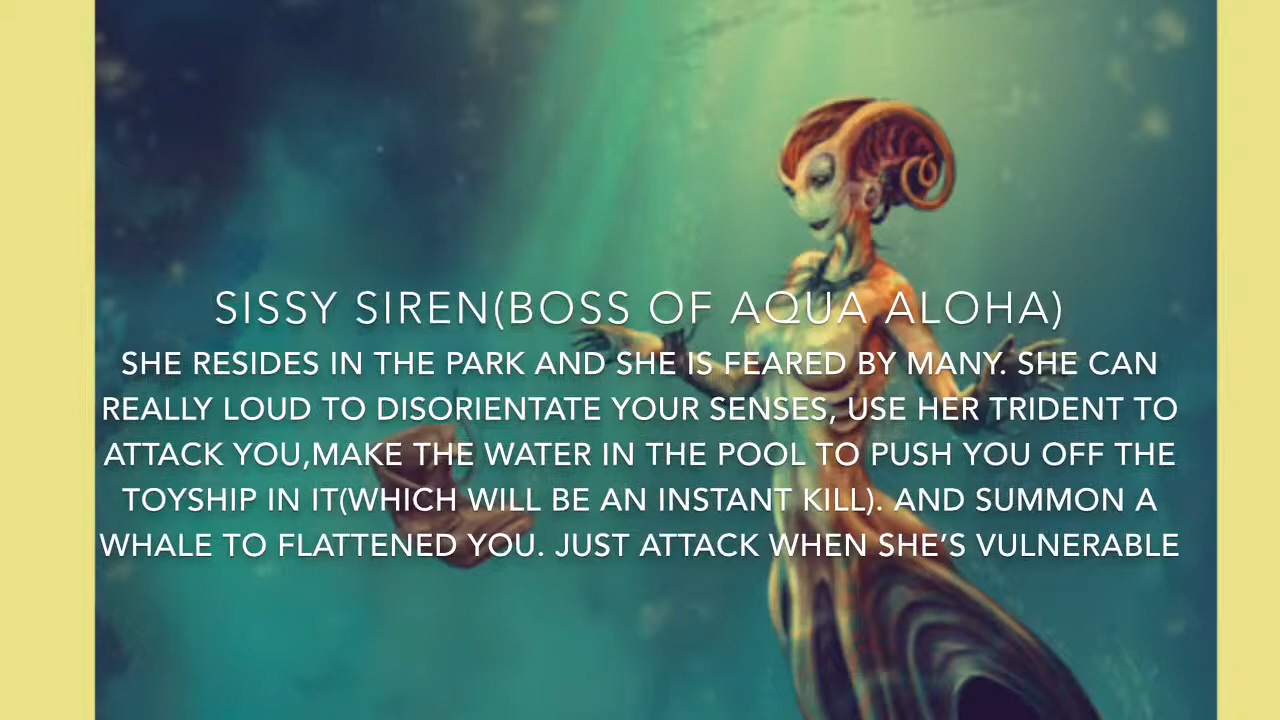 SISSY SIREN(BOSS OF AQUA ALOHA)
SHE RESIDES IN THE PARK AND SHE IS FEARED BY MANY. SHE CAN
REALLY LOUD TO DISORIENTATE YOUR SENSES, USE HER TRIDENT TO
ATTACK YOU,MAKE THE WATER IN THE POOL TO PUSH YOU OFF THE
TOYSHIP IN IT(WHICH WILL BE AN INSTANT KILL). AND SUMMON A
WHALE TO FLATTENED YOU. JUST ATTACK WHEN SHE’S VULNERABLE